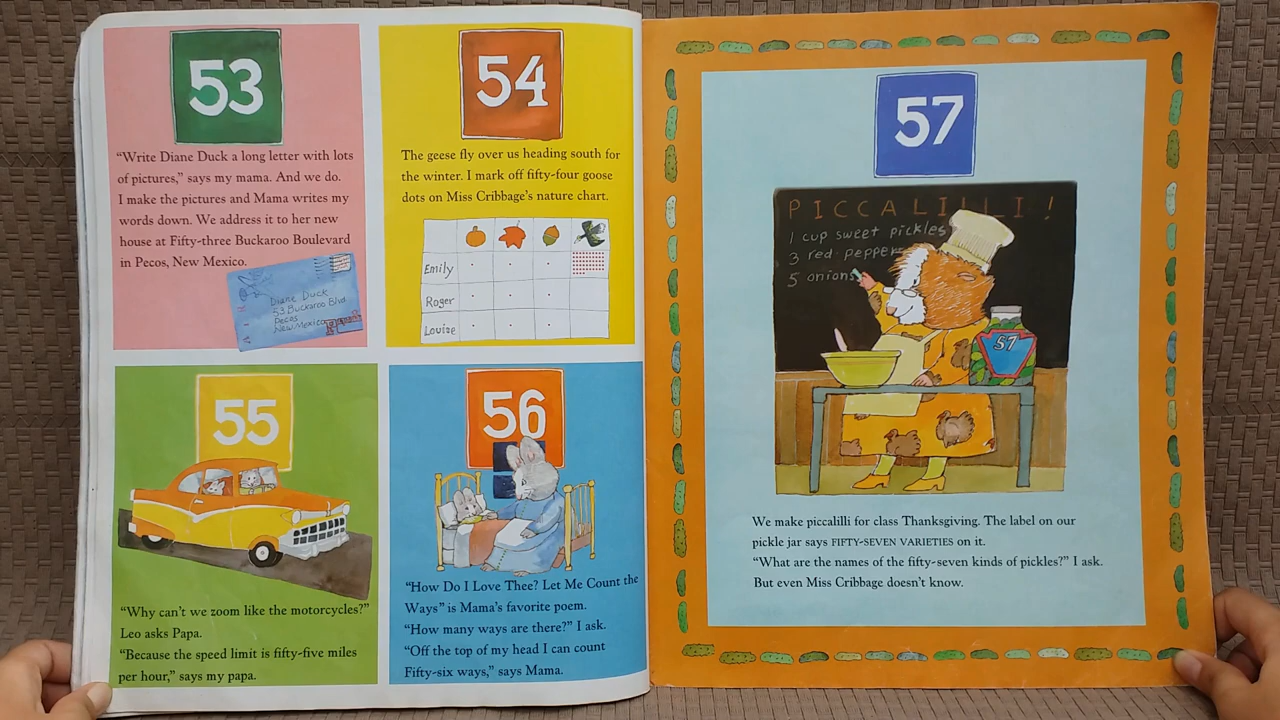 53
“Write Diane Duck a long letter with lots
of pictures,” says my mama. And we do.
I make the pictures and Mama writes my
words down. We address it to her new
house at Fifty-three Buckaroo Boulevard
in Pecos, New Mexico.
Diane Duck
53 Buckaroo Blvd.
Pecos
New Mexico
54
The geese fly over us heading south for
the winter. I mark off fifty-four goose
dots on Miss Cribbage’s nature chart.
Emily
Roger
Louise
55
“Why can’t we zoom like the motorcycles?”
Leo asks Papa.
“Because the speed limit is fifty-five miles
per hour,” says my papa.
56
“How Do I Love Thee? Let Me Count the
Ways” is Mama’s favorite poem.
“How many ways are there?” I ask.
“Off the top of my head I can count
Fifty-six ways,” says Mama.
57
PICCALILLI!
1 cup sweet pickles
3 red pepper
5 onions
57
We make piccalilli for class Thanksgiving. The label on our
pickle jar says FIFTY-SEVEN VARIETIES on it.
“What are the names of the fifty-seven kinds of pickles?” I ask.
But even Miss Cribbage doesn’t know.